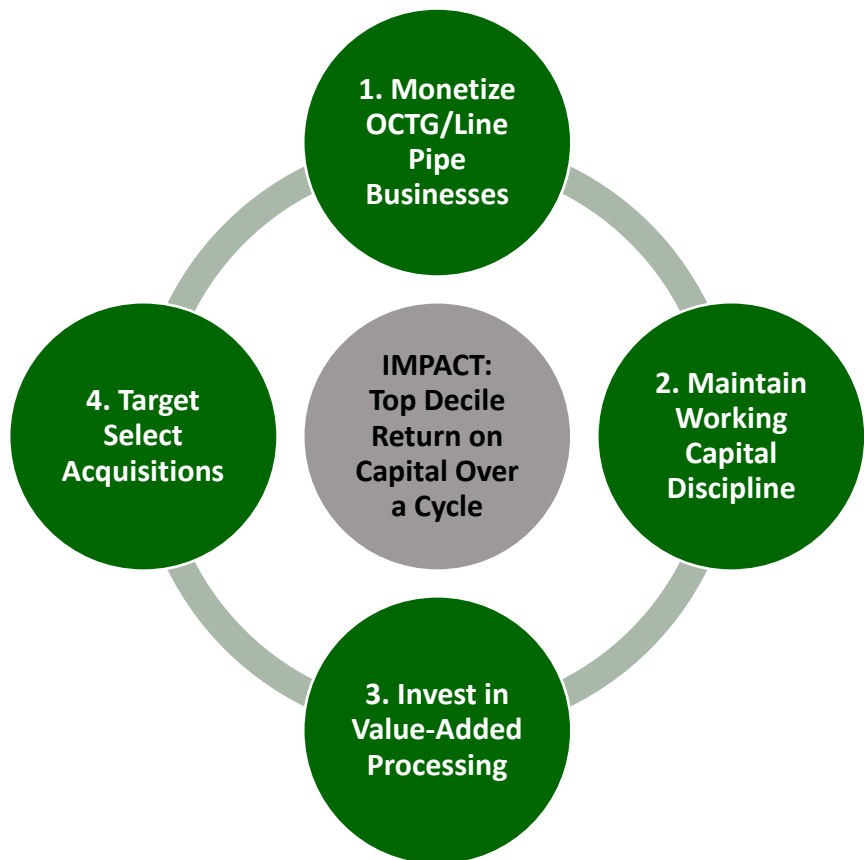 1. Monetize
OCTG/Line
Pipe
Businesses
IMPACT:
Top Decile
Return on
Capital Over
a Cycle
2. Maintain
Working
Capital
Discipline
3. Invest in
Value-Added
Processing
4. Target
Select
Acquisitions